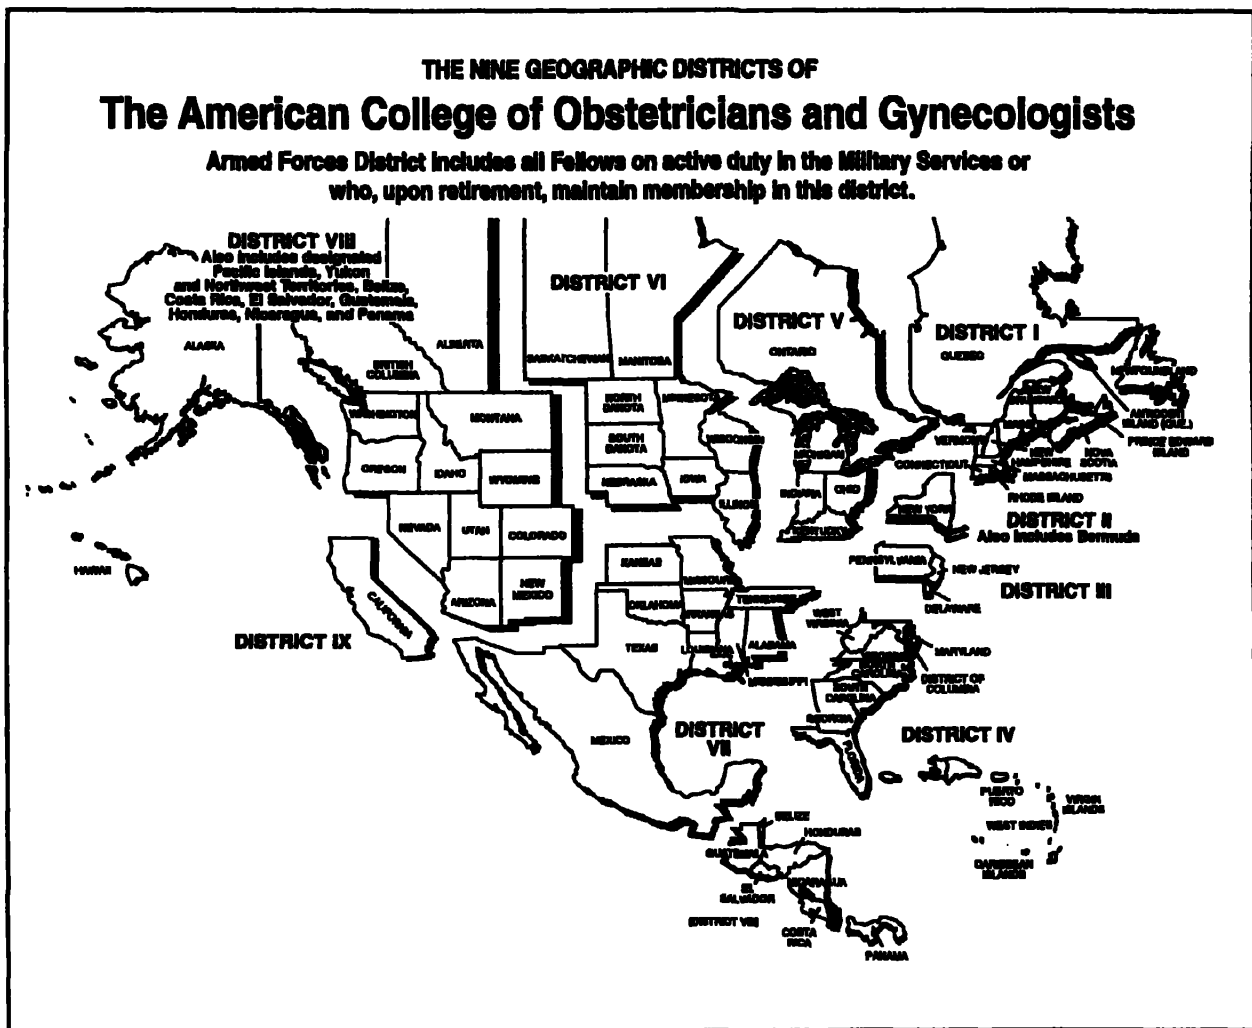 THE NINE GEOGRAPHIC DISTRICTS OF
The American College of Obstetricians and Gynecologists
Armed Forces District includes all Fellows on active duty in the Military Services or
who, upon retirement, maintain membership in this district.
DISTRICT VIII
Also includes designated
Pacific Islands, Yukon
and Northwest Territories, Belize,
Costa Rica, El Salvador, Guatemala,
Honduras, Nicaragua, and Panama
ALASKA
BRITISH
COLUMBIA
ALBERTA
DISTRICT VI
SASKATCHEWAN
MANITOBA
DISTRICT V
ONTARIO
DISTRICT I
QUEBEC
NEWFOUNDLAND
ANTICOSTI
ISLAND (QUE.)
PRINCE EDWARD
ISLAND
NOVA
SCOTIA
NEW
HAMPSHIRE
MASSACHUSETTS
VERMONT
CONNECTICUT
RHODE ISLAND
WASHINGTON
MONTANA
OREGON
IDAHO
WYOMING
NORTH
DAKOTA
SOUTH
DAKOTA
NEBRASKA
MINNESOTA
WISCONSIN
IOWA
ILLINOIS
MICHIGAN
INDIANA
OHIO
KENTUCKY
NEW YORK
DISTRICT II
Also includes Bermuda
PENNSYLVANIA
NEW JERSEY
DELAWARE
DISTRICT III
HAWAII
NEVADA
UTAH
COLORADO
ARIZONA
NEW
MEXICO
CALIFORNIA
DISTRICT IX
KANSAS
MISSOURI
OKLAHOMA
ARKANSAS
TENNESSEE
TEXAS
LOUISIANA
ALABAMA
MISSISSIPPI
MEXICO
DISTRICT
VII
WEST
VIRGINIA
MARYLAND
DISTRICT OF
COLUMBIA
SOUTH
CAROLINA
GEORGIA
FLORIDA
DISTRICT IV
PUERTO
RICO
VIRGIN
ISLANDS
WEST INDIES
CARIBBEAN
ISLANDS
BELIZE
HONDURAS
GUATEMALA
EL
SALVADOR
NICARAGUA
(DISTRICT VIII)
COSTA
RICA
PANAMA